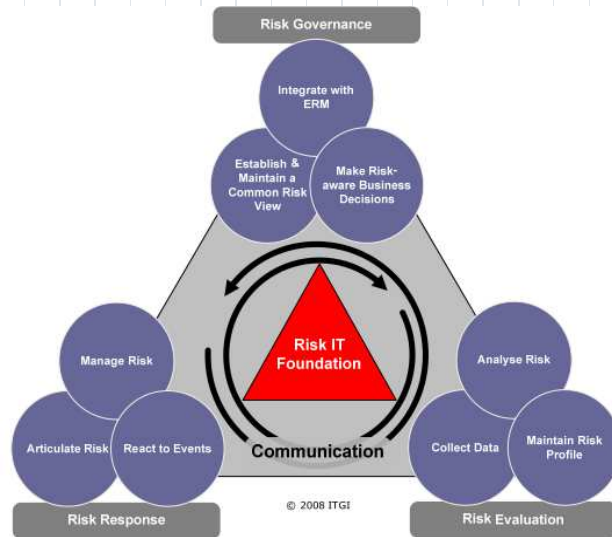 Risk Governance
Integrate with
ERM
Establish &
Maintain a
Common Risk
View
Make Risk-
aware Business
Decisions
Risk IT
Foundation
Manage Risk
Analyse Risk
Articulate Risk
React to Events
Communication
Collect Data
Maintain Risk
Profile
© 2008 ITGI
Risk Response
Risk Evaluation